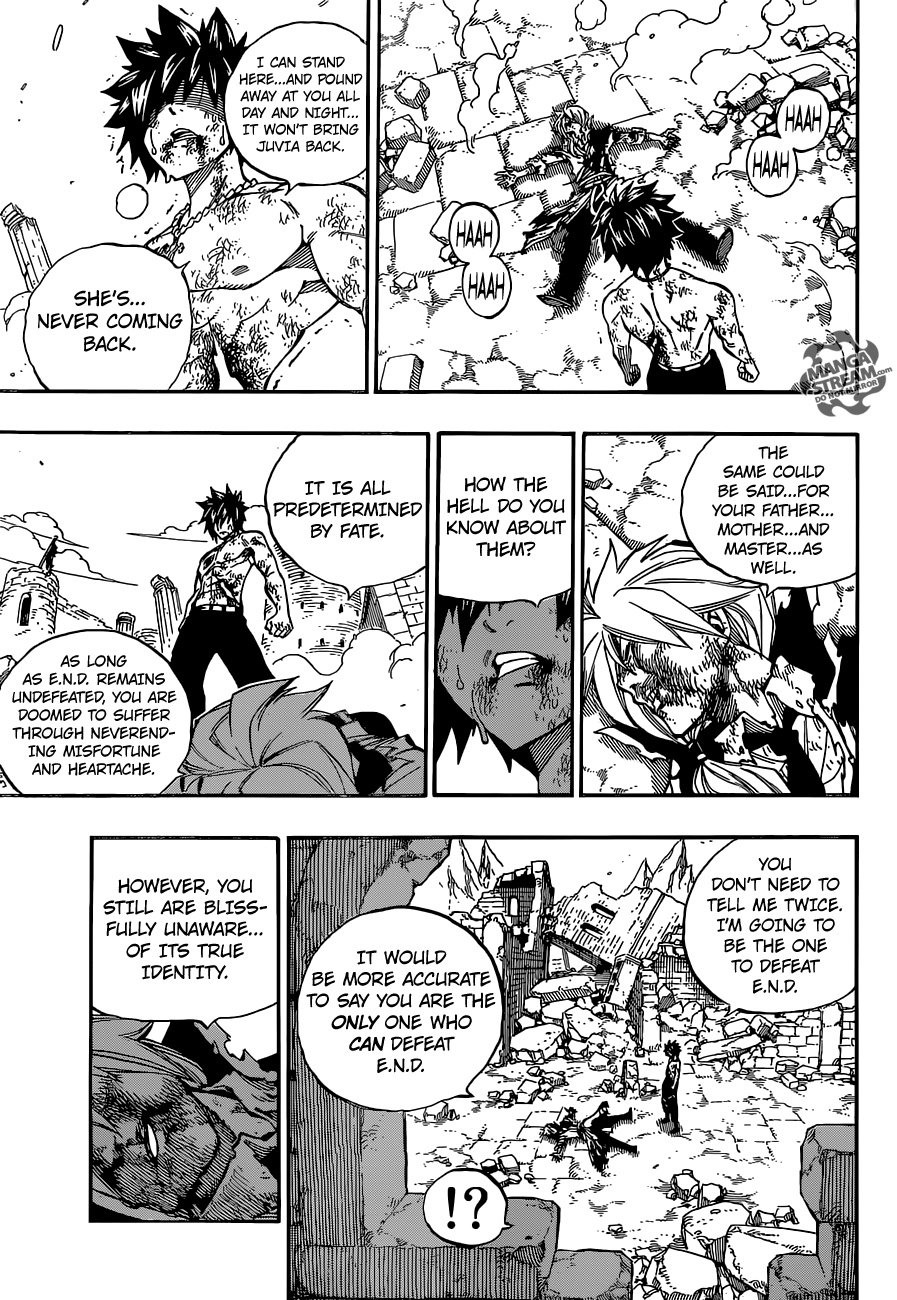 HAAH
HAAH
HAAH
HAAH
MANGA
STREAM.com
DO NOT MIRROR
I CAN STAND
HERE...AND POUND
AWAY AT YOU ALL
DAY AND NIGHT...
IT WON'T BRING
JUVIA BACK.
SHE'S...
NEVER COMING
BACK.
THE
SAME COULD
BE SAID...FOR
YOUR FATHER...
MOTHER...AND
MASTER...AS
WELL.
HOW THE
HELL DO YOU
KNOW ABOUT
THEM?
IT IS ALL
PREDETERMINED
BY FATE.
AS LONG
AS E.N.D. REMAINS
UNDEFEATED, YOU ARE
DOOMED TO SUFFER
THROUGH NEVEREND-
ING MISFORTUNE
AND HEARTACHE.
YOU
DON'T NEED TO
TELL ME TWICE.
I'M GOING TO
BE THE ONE
TO DEFEAT
E.N.D.
IT WOULD
BE MORE ACCURATE
TO SAY YOU ARE THE
ONLY ONE WHO
CAN DEFEAT
E.N.D.
!?
HOWEVER, YOU
STILL ARE BLISS-
FULLY UNAWARE...
OF ITS TRUE
IDENTITY.